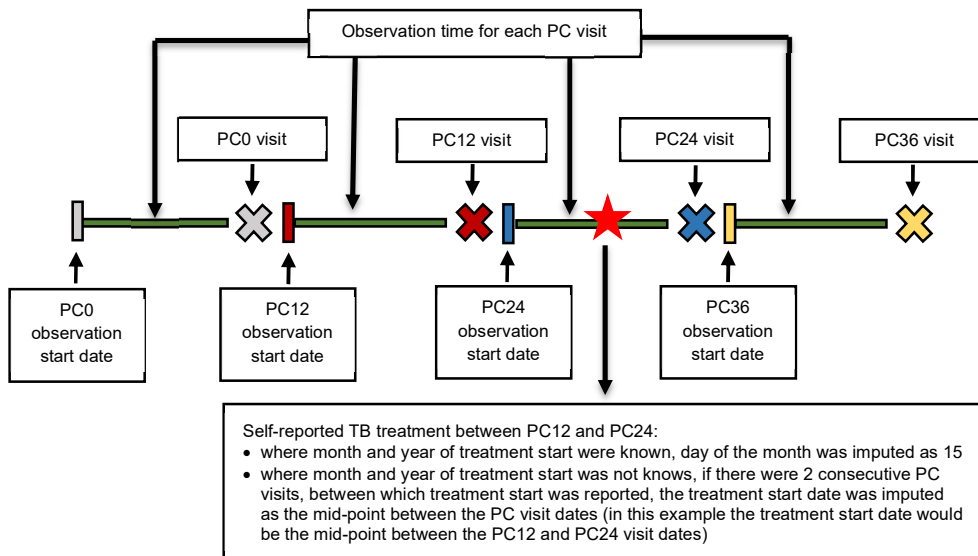 Observation time for each PC visit
PC0 visit
PC12 visit
PC24 visit
PC36 visit
PC0
observation
start date
PC12
observation
start date
PC24
observation
start date
PC36
observation
start date
Self-reported TB treatment between PC12 and PC24:
• where month and year of treatment start were known, day of the month was imputed as 15
• where month and year of treatment start was not knows, if there were 2 consecutive PC
visits, between which treatment start was reported, the treatment start date was imputed
as the mid-point between the PC visit dates (in this example the treatment start date would
be the mid-point between the PC12 and PC24 visit dates)